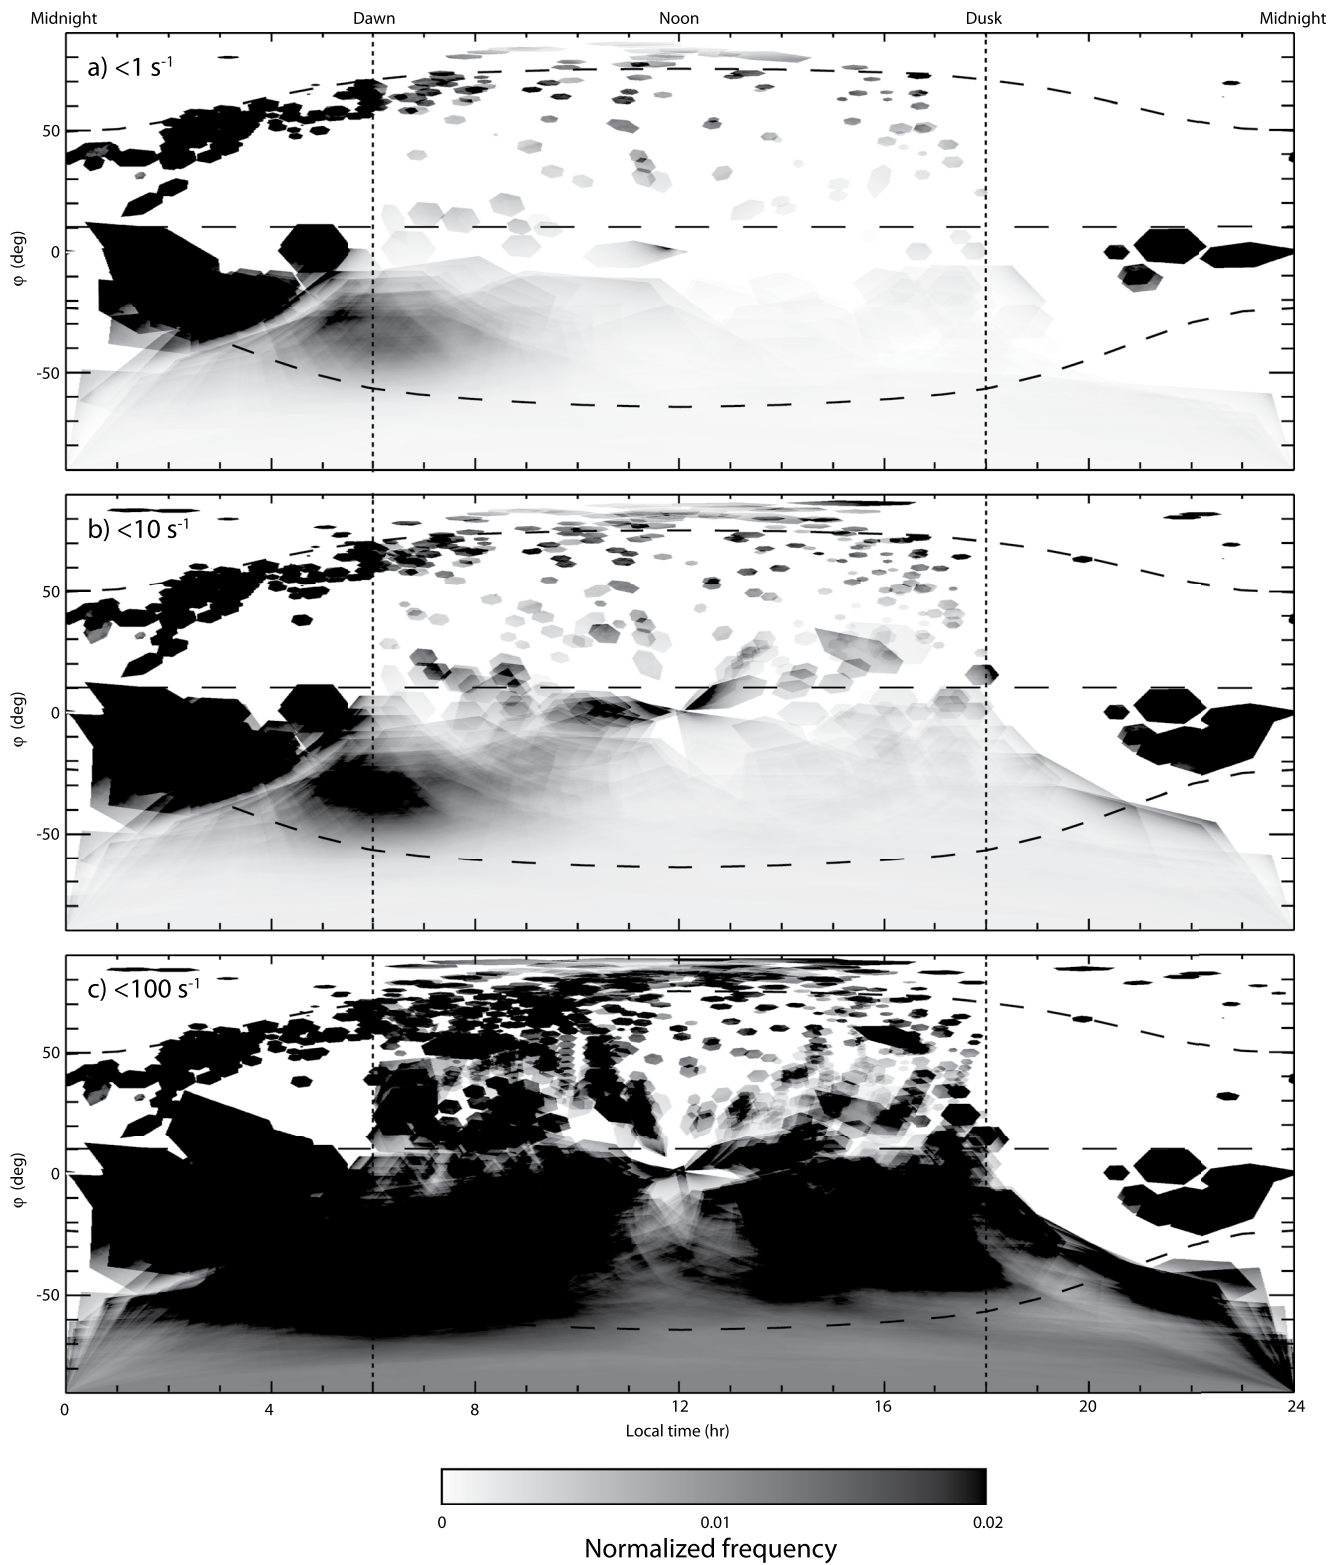 Midnight Dawn Noon Dusk Midnight
a) <1 s-1
50
0
-50
φ (deg)
b) <10 s-1
50
0
-50
φ (deg)
c) <100 s-1
50
0
-50
φ (deg)
0 4 8 12 16 20 24
Local time (hr)
0 0.01 0.02
Normalized frequency